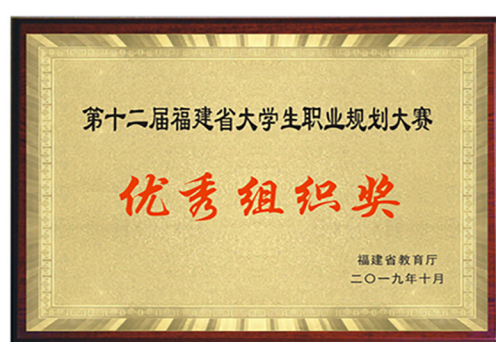 第十二届福建省大学生职业规划大赛
优秀组织奖
福建省教育厅
二〇一九年十月